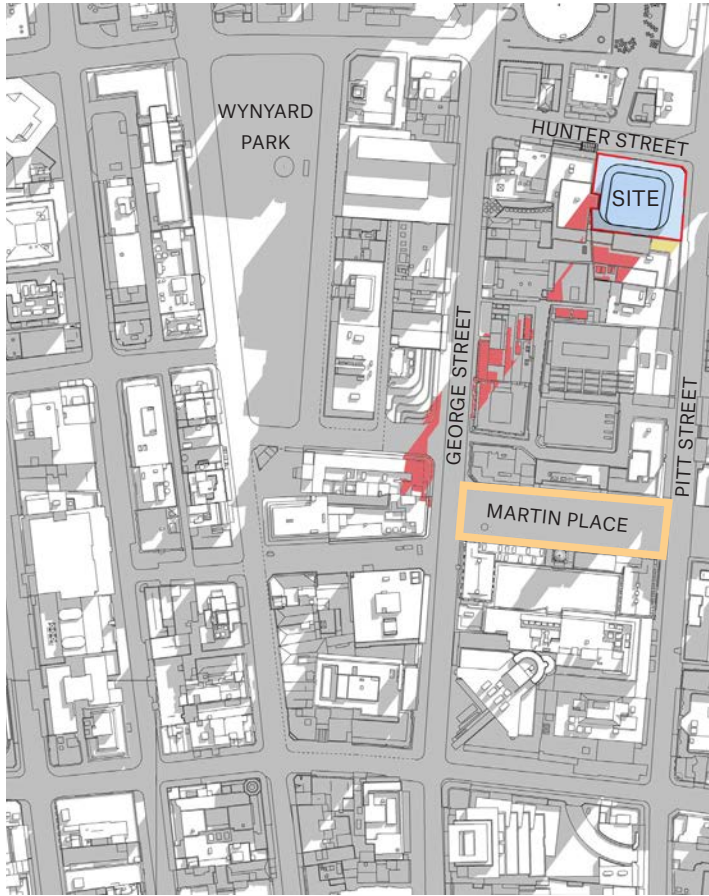 WYNYARD
PARK
HUNTER STREET
SITE
GEORGE STREET
PITT STREET
MARTIN PLACE